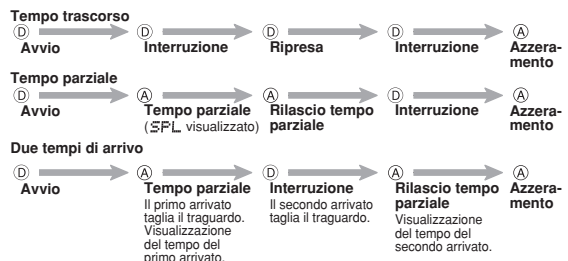 Tempo trascorso
D D D D A
Avvio Interruzione Ripresa Interruzione Azzera-
mento
Tempo parziale
D A A D A
Avvio Tempo parziale Rilascio tempo Interruzione Azzera-
(SPL visualizzato) parziale mento
Due tempi di arrivo
D A D A A
Avvio Tempo parziale Interruzione Rilascio tempo Azzera-
Il primo arrivato Il secondo arrivato parziale mento
taglia il traguardo. taglia il traguardo. Visualizzazione
Visualizzazione del tempo del
del tempo del secondo arrivato.
primo arrivato.